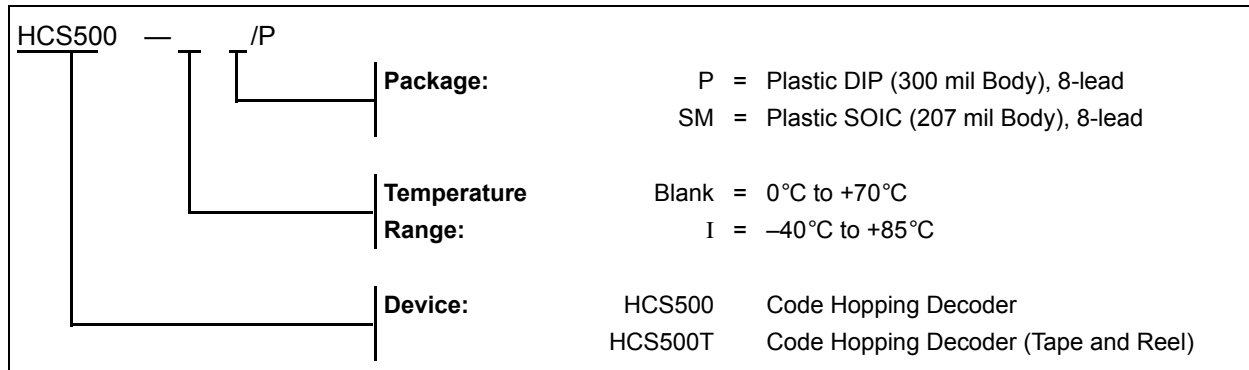 HCS500 — /P
Package: P = Plastic DIP (300 mil Body), 8-lead
SM = Plastic SOIC (207 mil Body), 8-lead
Temperature Blank = 0°C to +70°C
Range: I = –40°C to +85°C
Device: HCS500 Code Hopping Decoder
HCS500T Code Hopping Decoder (Tape and Reel)